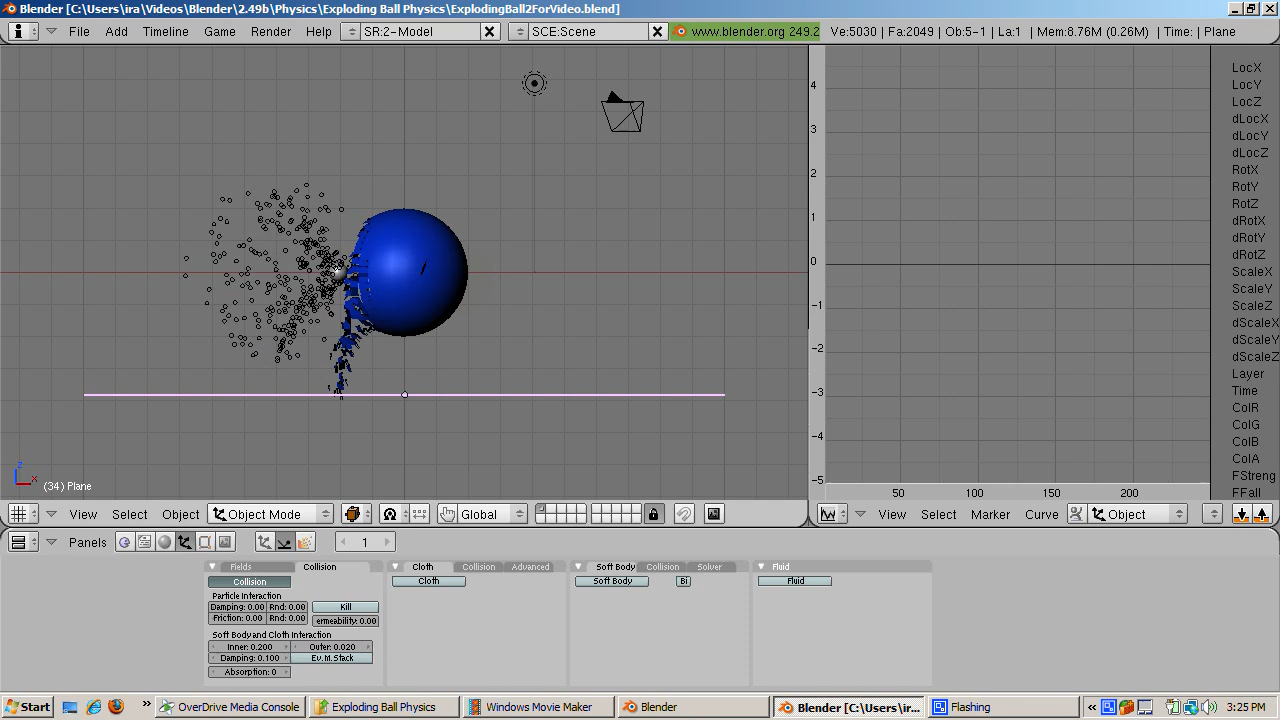 Blender [C:\Users\ira\Videos\Blender\2.49b\Physics\Exploding Ball Physics\ExplodingBall2ForVideo.blend]
File Add Timeline Game Render Help SR:2-Model SCE:Scene www.blender.org 249.2 Ve:5030 | Fa:2049 | Ob:5-1 | La:1 | Mem:8.76M (0.26M) | Time: | Plane
z
x
(34) Plane
4
3
2
1
0
-1
-2
-3
-4
-5
50 100 150 200
LocX
LocY
LocZ
dLocX
dLocY
dLocZ
RotX
RotY
RotZ
dRotX
dRotY
dRotZ
ScaleX
ScaleY
ScaleZ
dScaleX
dScaleY
dScaleZ
Layer
Time
ColR
ColG
ColB
ColA
FStreng
FFall
View Select Object Object Mode Global
View Select Marker Curve Object
Panels 1
Fields Collision
Collision
Particle Interaction
Damping: 0.00 Rnd: 0.00 Kill
Friction: 0.00 Rnd: 0.00 ermeability: 0.00
Soft Body and Cloth Interaction
Inner: 0.200 Outer: 0.020
Damping: 0.100 Ev.M.Stack
Absorption: 0
Cloth Collision Advanced
Cloth
Soft Body Collision Solver
Soft Body Bi
Fluid
Fluid
Start OverDrive Media Console Exploding Ball Physics Windows Movie Maker Blender Blender [C:\Users\ir... Flashing 3:25 PM